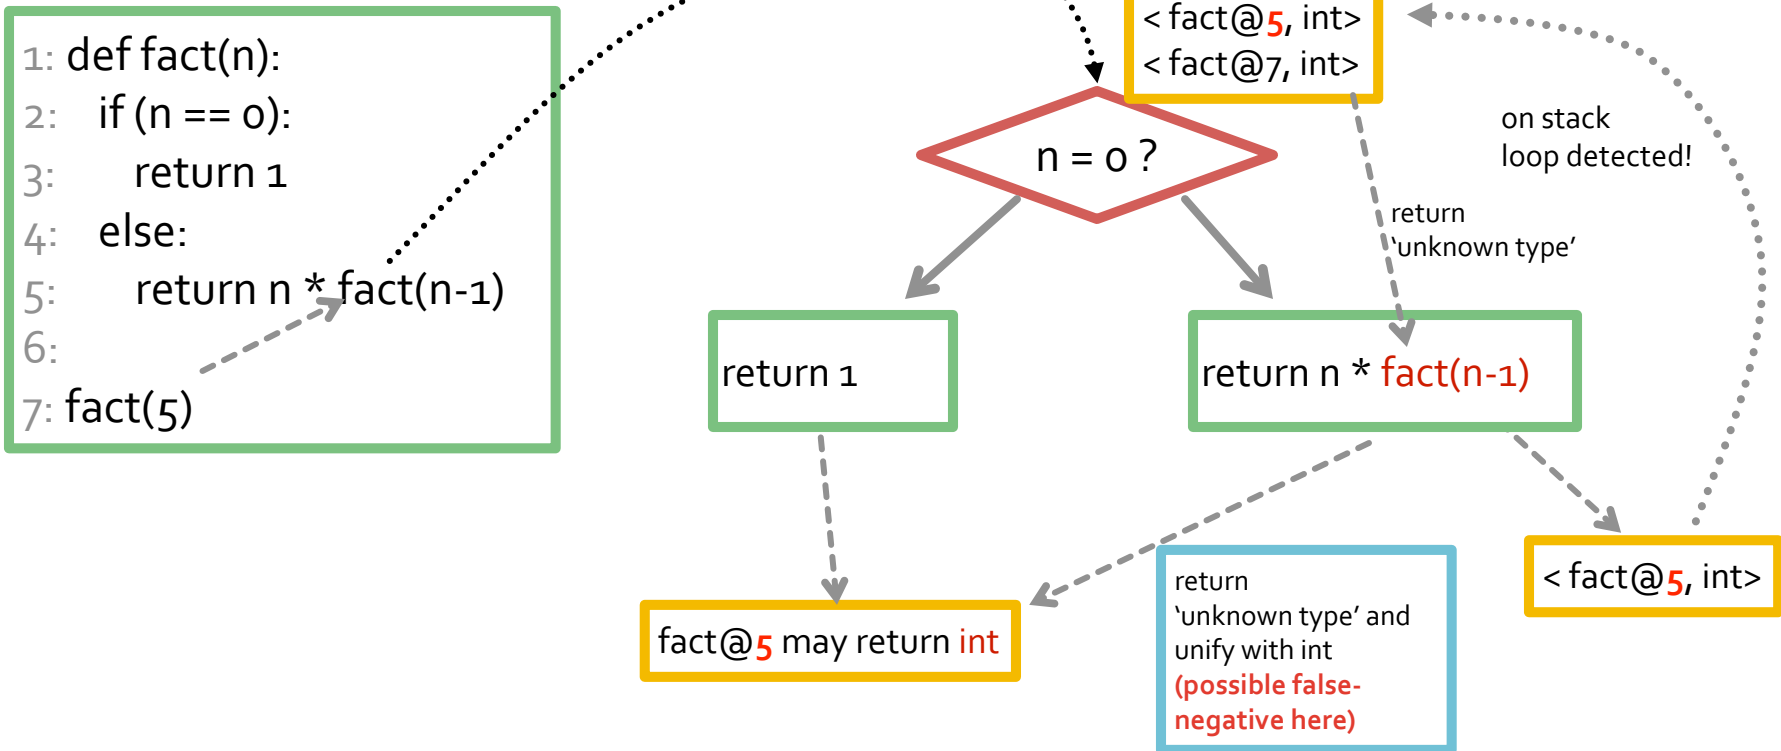 1: def fact(n):
2: if (n == 0):
3: return 1
4: else:
5: return n * fact(n-1)
6:
7: fact(5)
< fact@5, int>
< fact@7, int>
n = 0 ?
on stack
loop detected!
return
‘unknown type’
return 1
return n * fact(n-1)
< fact@5, int>
fact@5 may return int
return
‘unknown type’ and
unify with int
(possible false-
negative here)